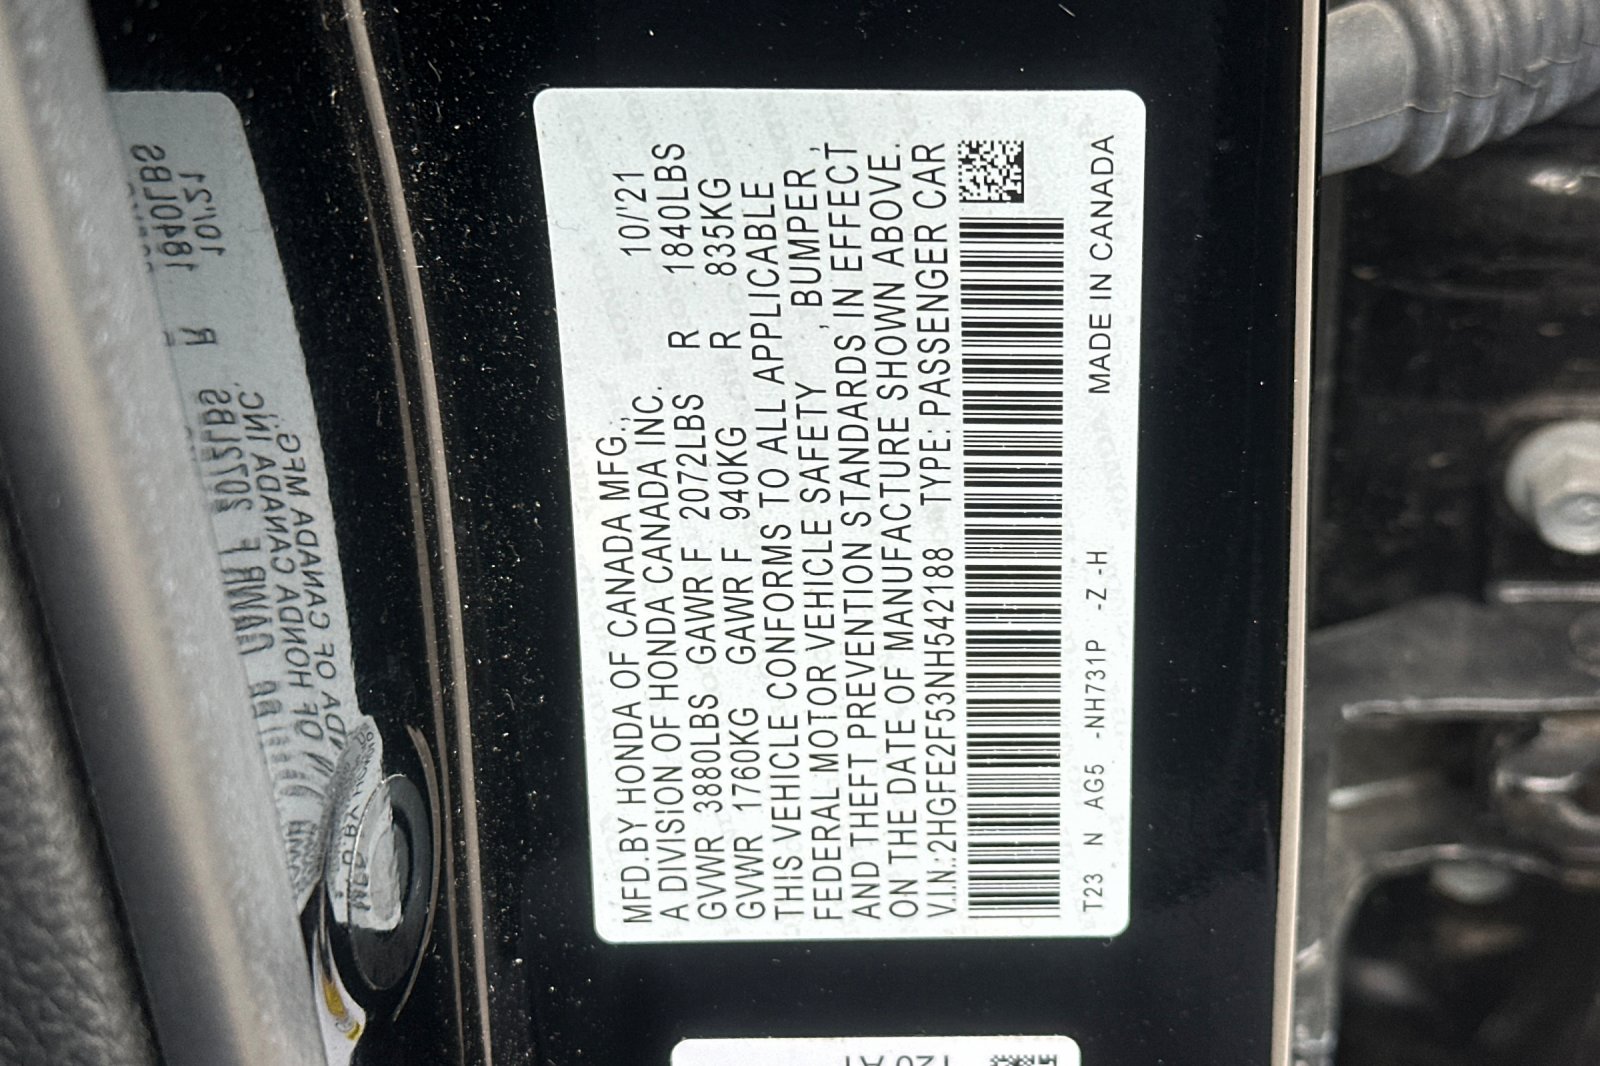 MFD.BY HONDA OF CANADA MFG., 10/'21
A DIVISION OF HONDA CANADA INC.
GVWR 3880LBS GAWR F 2072LBS R 1840LBS
GVWR 1760KG GAWR F 940KG R 835KG
THIS VEHICLE CONFORMS TO ALL APPLICABLE
FEDERAL MOTOR VEHICLE SAFETY , BUMPER ,
AND THEFT PREVENTION STANDARDS IN EFFECT
ON THE DATE OF MANUFACTURE SHOWN ABOVE.
V.I.N.:2HGFE2F53NH542188 TYPE:PASSENGER CAR
T23 N AG5 -NH731P -Z -H MADE IN CANADA